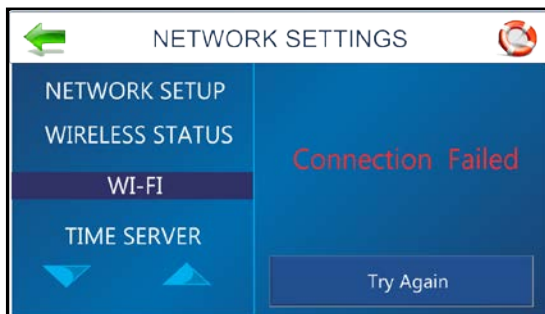 NETWORK SETTINGS
NETWORK SETUP
WIRELESS STATUS
WI-FI
TIME SERVER
Connection Failed
Try Again